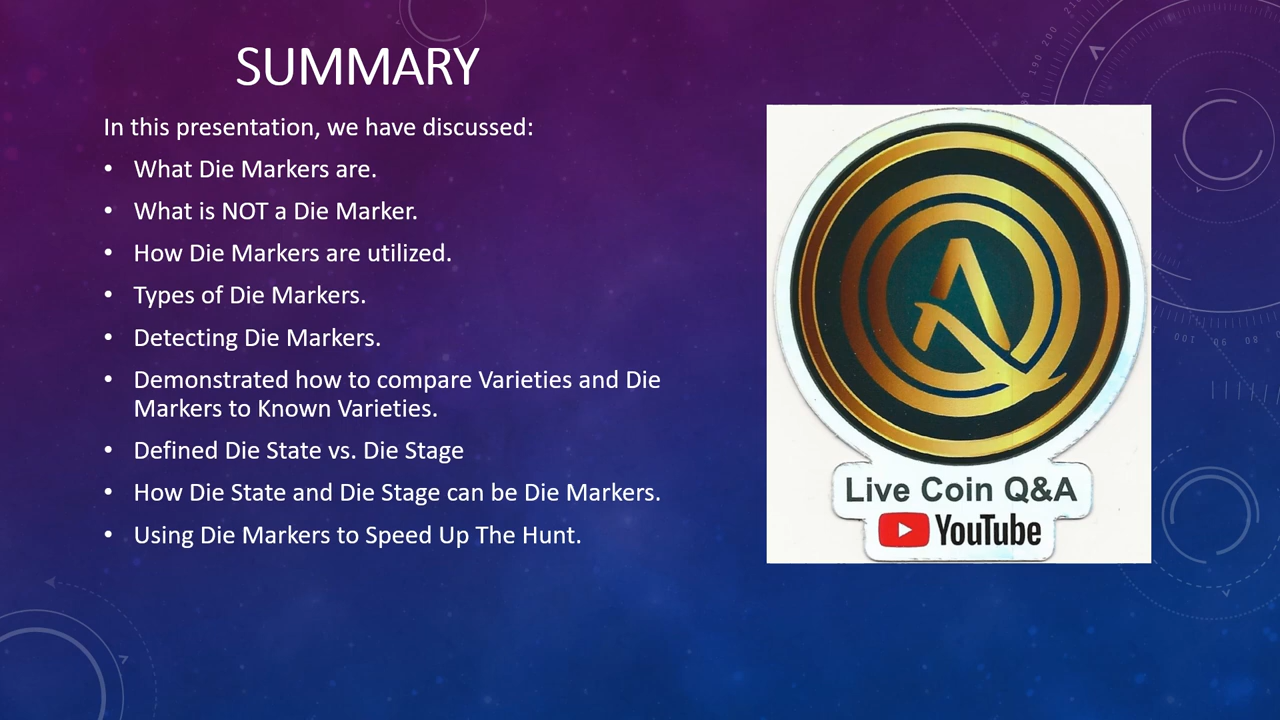 SUMMARY
In this presentation, we have discussed:
• What Die Markers are.
• What is NOT a Die Marker.
• How Die Markers are utilized.
• Types of Die Markers.
• Detecting Die Markers.
• Demonstrated how to compare Varieties and Die
Markers to Known Varieties.
• Defined Die State vs. Die Stage
• How Die State and Die Stage can be Die Markers.
• Using Die Markers to Speed Up The Hunt.
QA
Live Coin Q&A
YouTube